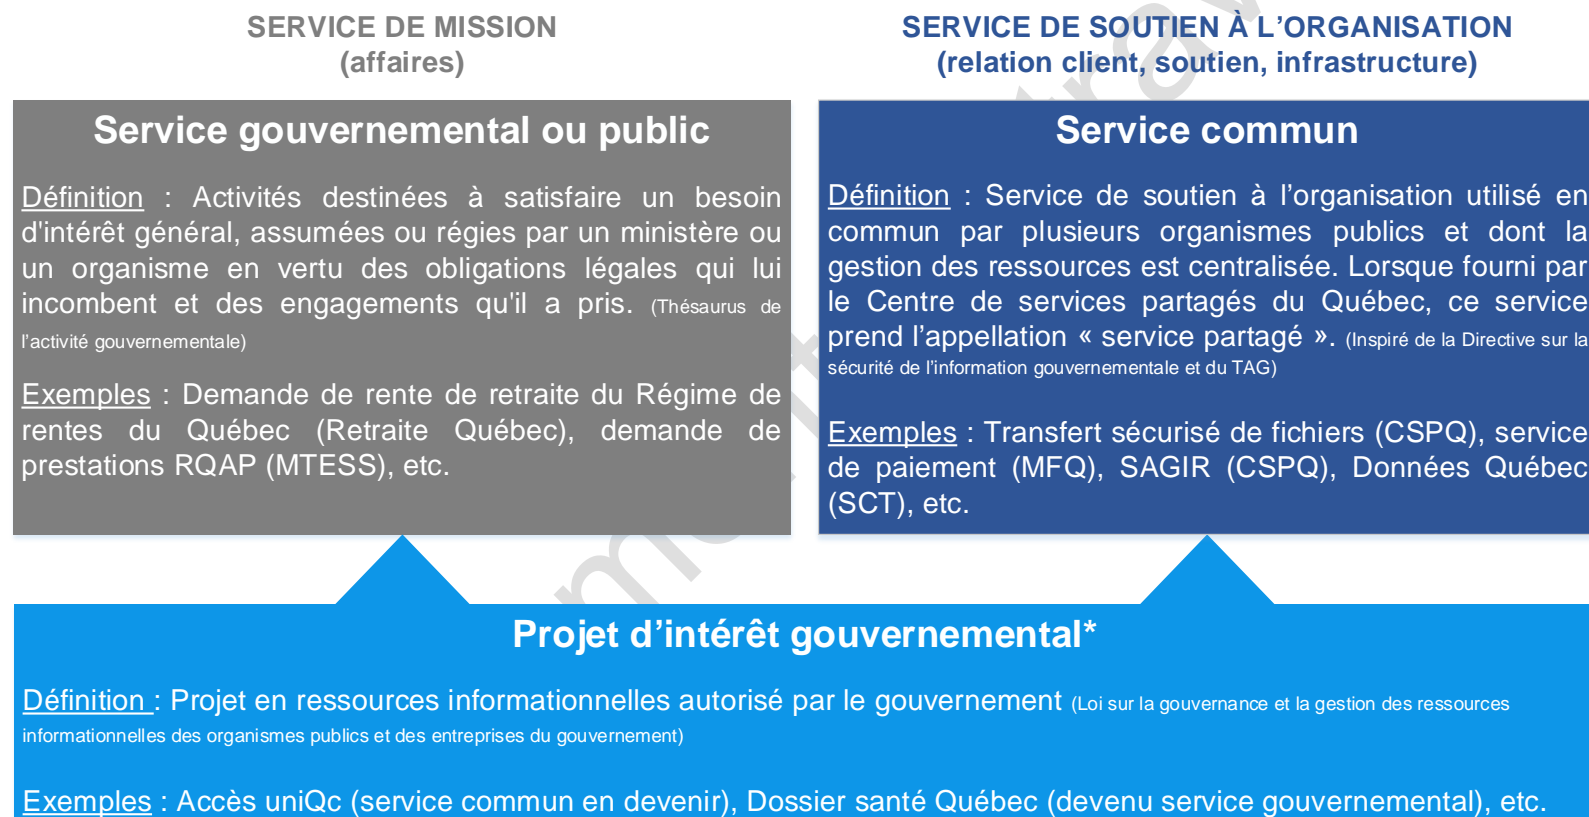 SERVICE DE MISSION
(affaires)
SERVICE DE SOUTIEN À L’ORGANISATION
(relation client, soutien, infrastructure)
Service gouvernemental ou public
Définition : Activités destinées à satisfaire un besoin
d'intérêt général, assumées ou régies par un ministère ou
un organisme en vertu des obligations légales qui lui
incombent et des engagements qu'il a pris. (Thésaurus de
l’activité gouvernementale)
Exemples : Demande de rente de retraite du Régime de
rentes du Québec (Retraite Québec), demande de
prestations RQAP (MTESS), etc.
Service commun
Définition : Service de soutien à l’organisation utilisé en
commun par plusieurs organismes publics et dont la
gestion des ressources est centralisée. Lorsque fourni par
le Centre de services partagés du Québec, ce service
prend l’appellation « service partagé ». (Inspiré de la Directive sur la
sécurité de l’information gouvernementale et du TAG)
Exemples : Transfert sécurisé de fichiers (CSPQ), service
de paiement (MFQ), SAGIR (CSPQ), Données Québec
(SCT), etc.
Projet d’intérêt gouvernemental*
Définition : Projet en ressources informationnelles autorisé par le gouvernement (Loi sur la gouvernance et la gestion des ressources
informationnelles des organismes publics et des entreprises du gouvernement)
Exemples : Accès uniQc (service commun en devenir), Dossier santé Québec (devenu service gouvernemental), etc.